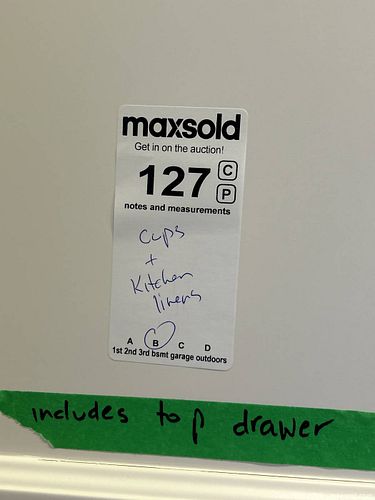 maxsold
Get in on the auction!
127 C
P
notes and measurements
cups
+
Kitchen
linens
A B C D
1st 2nd 3rd bsmt garage outdoors
includes top drawer